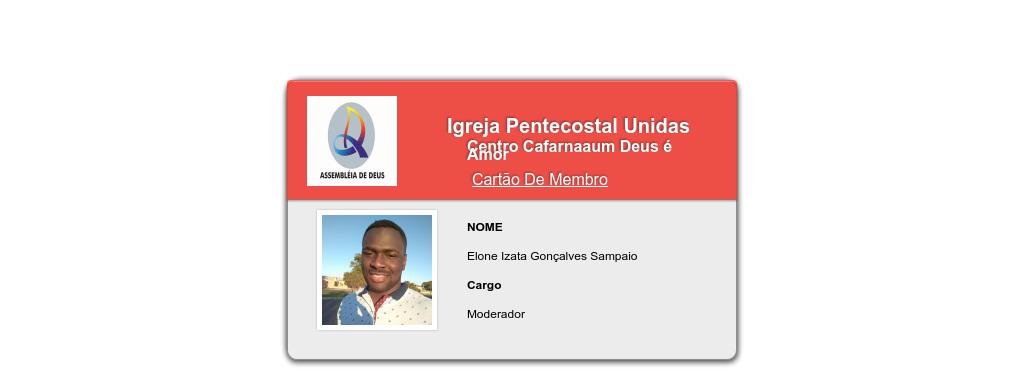 ASSEMBLÉIA DE DEUS
Igreja Pentecostal Unidas
Centro Cafarnaaum Deus é
Amor
Cartão De Membro
NOME
Elone Izata Gonçalves Sampaio
Cargo
Moderador